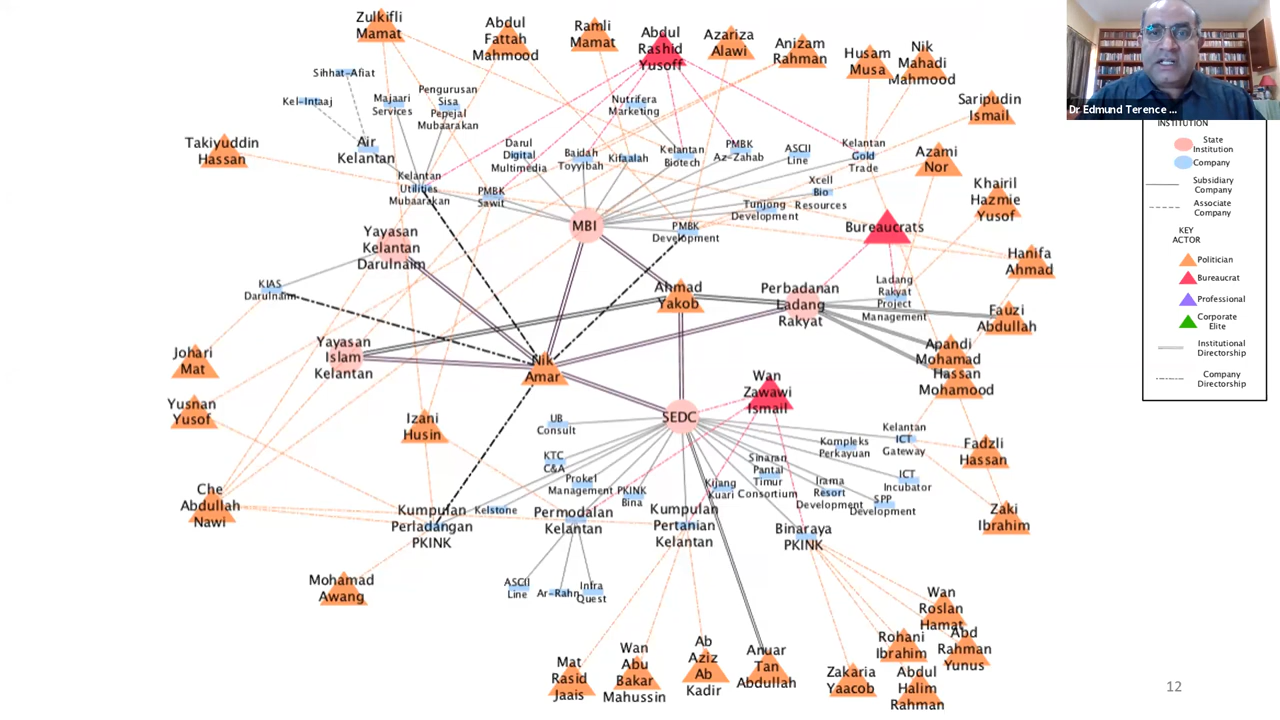 Zulkifli
Mamat
Abdul
Fattah
Mahmood
Ramli
Mamat
Abdul
Rashid
Yusoff
Azariza
Alawi
Anizam
Rahman
Husam
Musa
Nik
Mahadi
Mahmood
Dr Edmund Terence ...
Sihhat-Afiat
Kel-Intaaj
Majaari
Services
Pengurusan
Sisa
Pepejal
Mubaarakan
Nutrifera
Marketing
Saripudin
Ismail
Takiyuddin
Hassan
Air
Kelantan
Darul
Digital
Multimedia
Baidah
Toyyibah
Kifaalah
Kelantan
Biotech
PMBK
Az-Zahab
ASCII
Line
Kelantan
Gold
Trade
Azami
Nor
Kelantan
Utilities
Mubaarakan
PMBK
Sawit
Xcell
Bio
Resources
Tunjong
Development
Khairil
Hazmie
Yusof
MBI
PMBK
Development
Bureaucrats
Yayasan
Kelantan
Darulnaim
Hanifa
Ahmad
KIAS
Darulnaim
Ahmad
Yakob
Perbadanan
Ladang
Rakyat
Ladang
Rakyat
Project
Management
Fauzi
Abdullah
Yayasan
Islam
Kelantan
Nik
Amar
Apandi
Mohamad
Hassan
Mohamood
Johari
Mat
Wan
Zawawi
Ismail
Yusnan
Yusof
Izani
Husin
UB
Consult
SEDC
Kompleks
Perkayuan
Kelantan
ICT
Gateway
Fadzli
Hassan
KTC
C&A
Prokel
Management
PKINK
Bina
Kijang
Kuari
Sinaran
Pantai
Timur
Consortium
Irama
Resort
Development
SPP
Development
ICT
Incubator
Che
Abdullah
Nawi
Kumpulan
Perladangan
PKINK
Kelstone
Permodalan
Kelantan
Kumpulan
Pertanian
Kelantan
Binaraya
PKINK
Zaki
Ibrahim
Mohamad
Awang
ASCII
Line
Ar-Rahn
Infra
Quest
Mat
Rasid
Jaais
Wan
Abu
Bakar
Mahussin
Ab
Aziz
Ab
Kadir
Anuar
Tan
Abdullah
Zakaria
Yaacob
Rohani
Ibrahim
Abdul
Halim
Rahman
Wan
Roslan
Hamat
Abd
Rahman
Yunus
INSTITUTION
State
Institution
Company
Subsidiary
Company
Associate
Company
KEY
ACTOR
Politician
Bureaucrat
Professional
Corporate
Elite
Institutional
Directorship
Company
Directorship
12